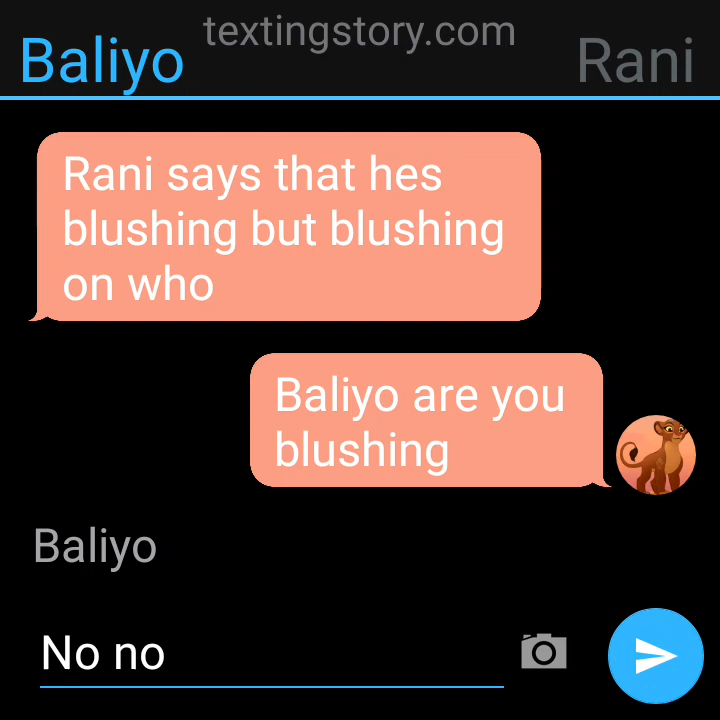 textingstory.com
Baliyo
Rani
Rani says that hes
blushing but blushing
on who
Baliyo are you
blushing
Baliyo
No no